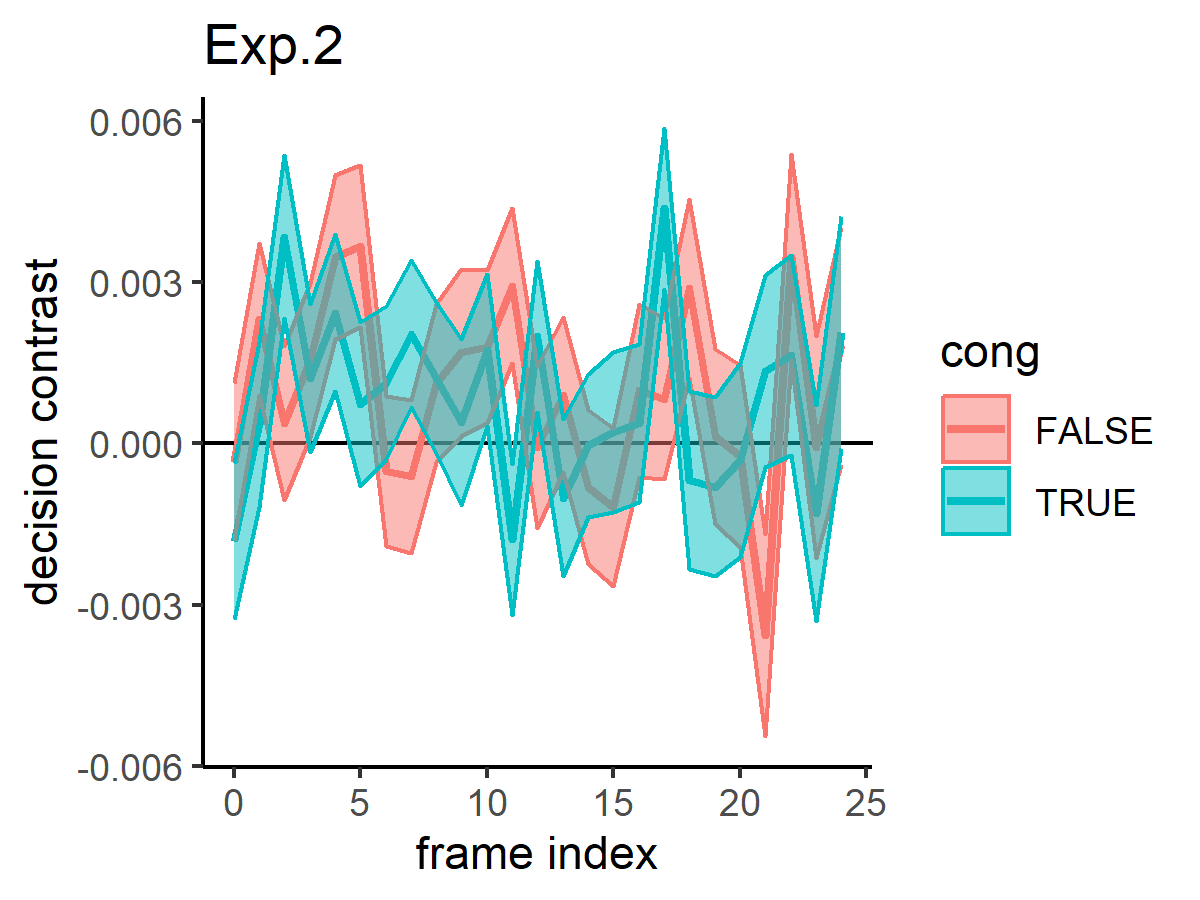 Exp.2
decision contrast
0.006
0.003
0.000
-0.003
-0.006
0 5 10 15 20 25
frame index
cong
FALSE
TRUE